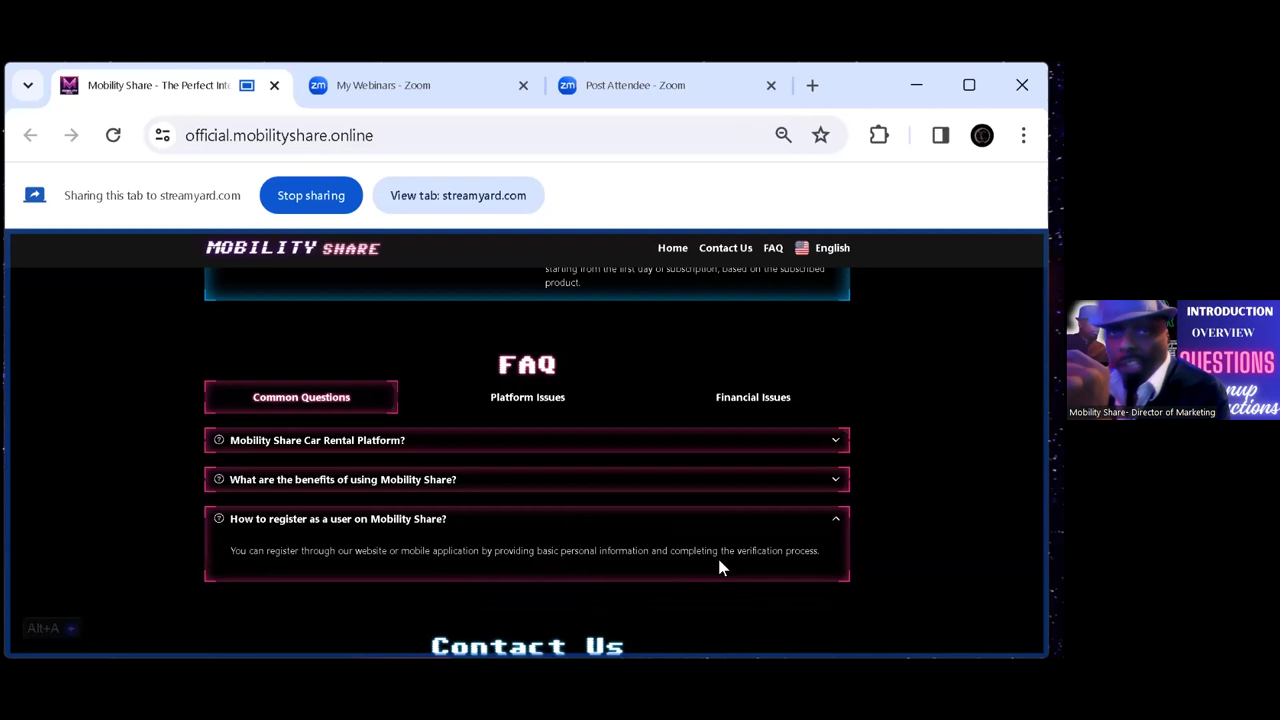 Mobility Share - The Perfect Inte
My Webinars - Zoom
Post Attendee - Zoom
official.mobilityshare.online
Sharing this tab to streamyard.com
Stop sharing
View tab: streamyard.com
MOBILITY SHARE
Home
Contact Us
FAQ
English
starting from the first day of subscription, based on the subscribed
product.
FAQ
Common Questions
Platform Issues
Financial Issues
Mobility Share Car Rental Platform?
What are the benefits of using Mobility Share?
How to register as a user on Mobility Share?
You can register through our website or mobile application by providing basic personal information and completing the verification process.
Alt+A
Contact Us
INTRODUCTION
OVERVIEW
QUESTIONS
Mobility Share- Director of Marketing